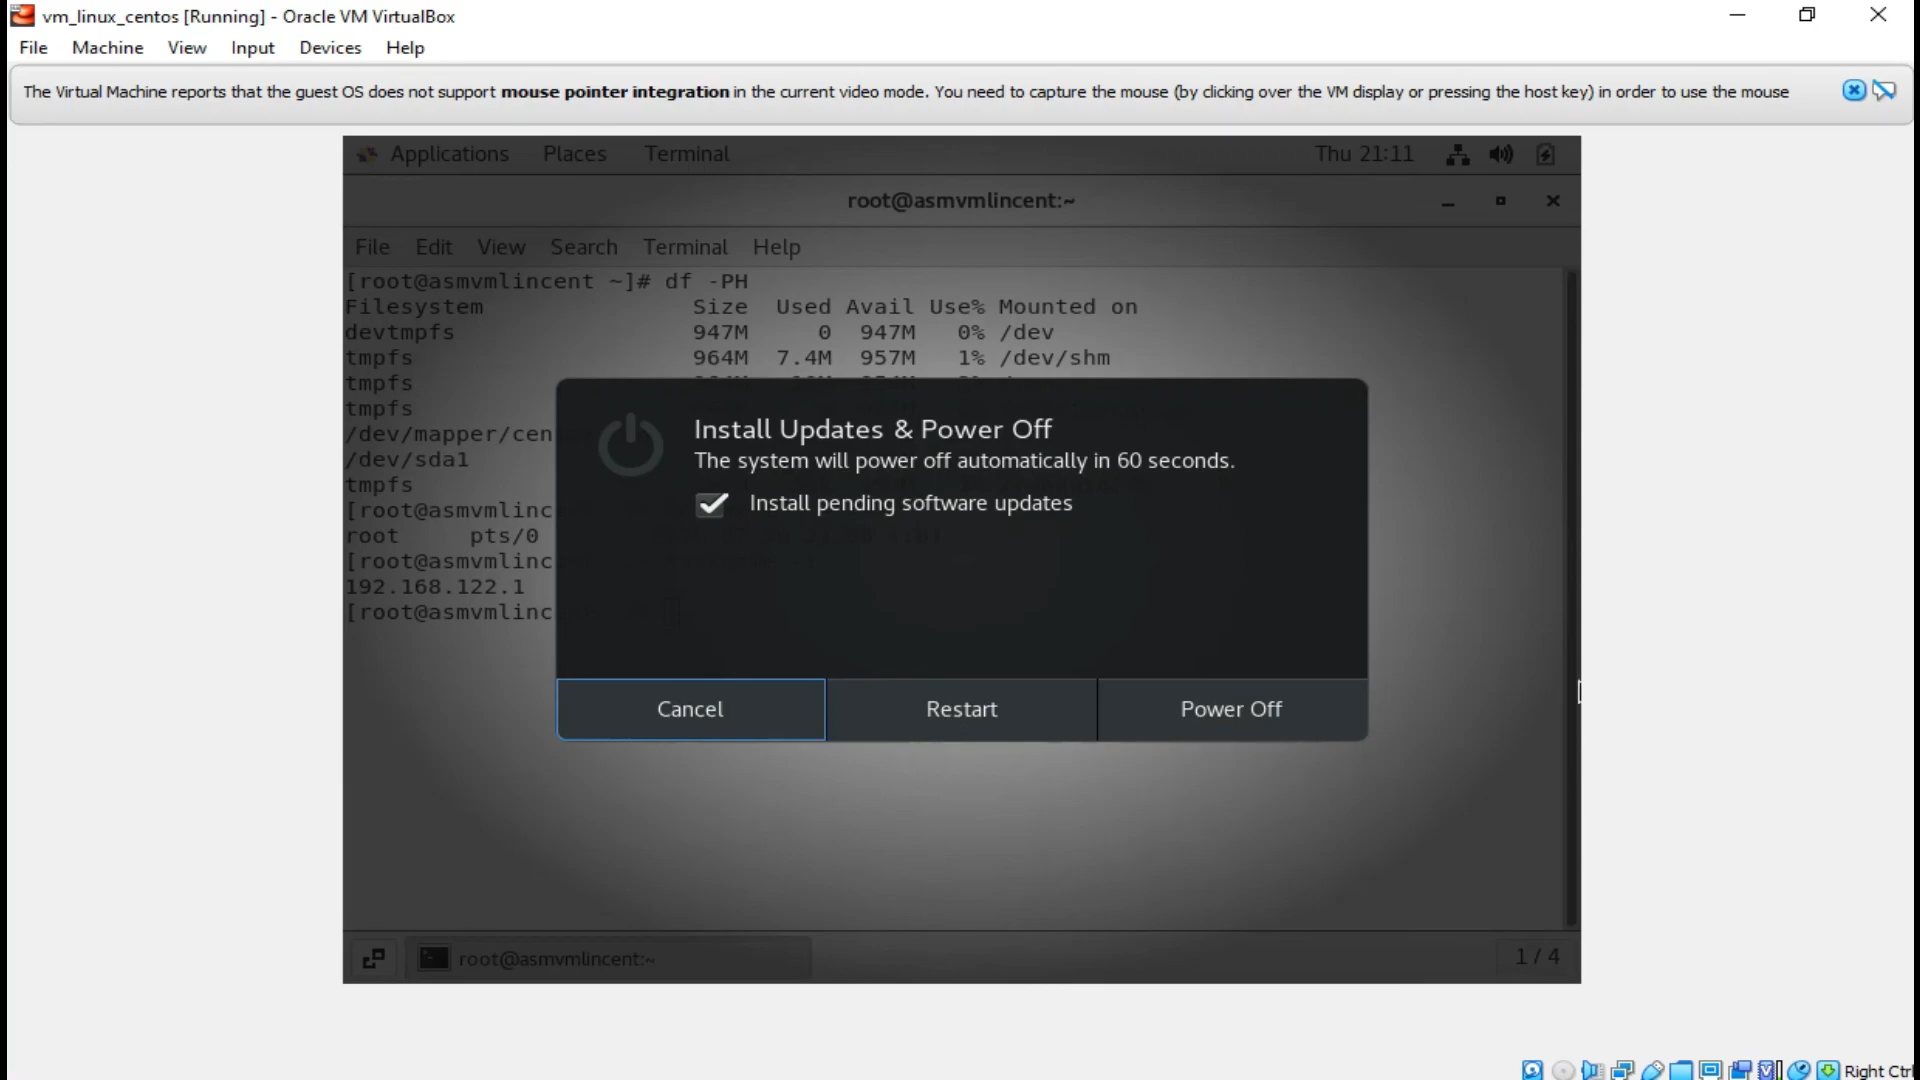 vm_linux_centos [Running] - Oracle VM VirtualBox
File Machine View Input Devices Help
The Virtual Machine reports that the guest OS does not support mouse pointer integration in the current video mode. You need to capture the mouse (by clicking over the VM display or pressing the host key) in order to use the mouse
Applications Places Terminal Thu 21:11
root@asmvmlincent:~
File Edit View Search Terminal Help
[root@asmvmlincent ~]# df -PH
Filesystem Size Used Avail Use% Mounted on
devtmpfs 947M 0 947M 0% /dev
tmpfs 964M 7.4M 957M 1% /dev/shm
tmpfs
tmpfs
/dev/mapper/cen
/dev/sda1
tmpfs
[root@asmvmlinc
root pts/0
[root@asmvmlinc
192.168.122.1
[root@asmvmlinc
Install Updates & Power Off
The system will power off automatically in 60 seconds.
Install pending software updates
Cancel Restart Power Off
root@asmvmlincent:~ 1 / 4
Right Ctrl